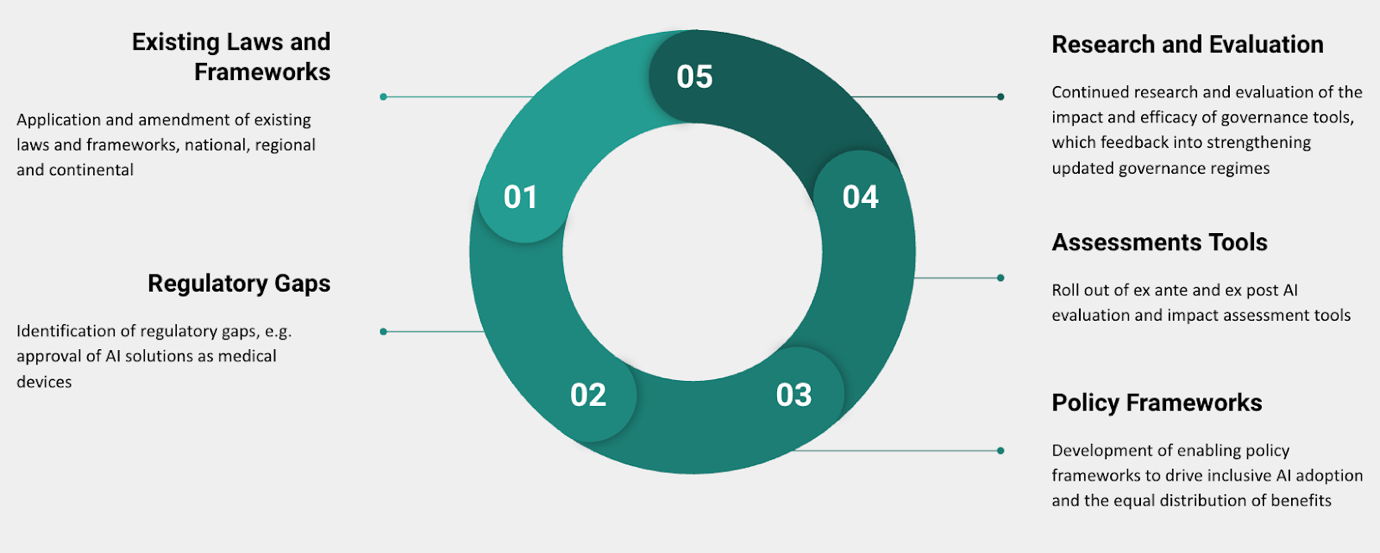 Existing Laws and
Frameworks
Application and amendment of existing
laws and frameworks, national, regional
and continental
Regulatory Gaps
Identification of regulatory gaps, e.g.
approval of AI solutions as medical
devices
05
01
04
02
03
Research and Evaluation
Continued research and evaluation of the
impact and efficacy of governance tools,
which feedback into strengthening
updated governance regimes
Assessments Tools
Roll out of ex ante and ex post AI
evaluation and impact assessment tools
Policy Frameworks
Development of enabling policy
frameworks to drive inclusive AI adoption
and the equal distribution of benefits